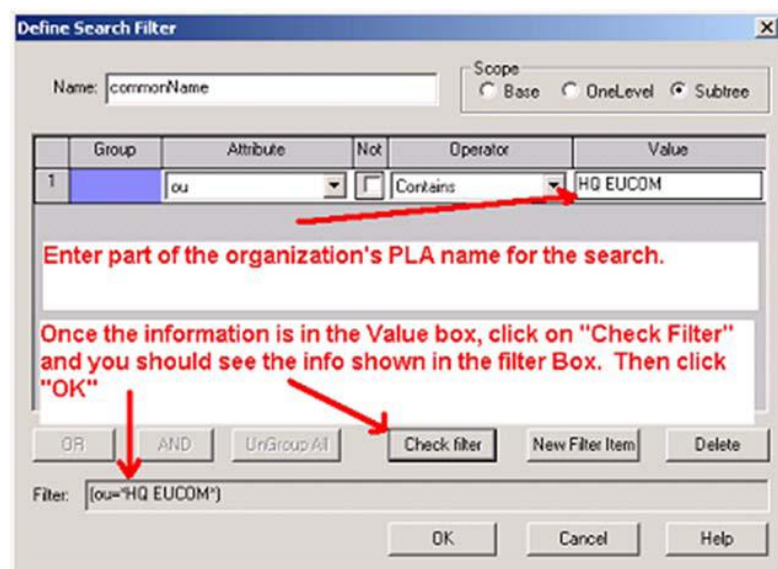 Define Search Filter
Scope
Name: commonName
Base OneLevel Subtree
Group Attribute Not Operator Value
1 ou Contains HQ EUCOM
Enter part of the organization's PLA name for the search.
Once the information is in the Value box, click on "Check Filter"
and you should see the info shown in the filter Box. Then click
"OK"
OR AND UnGroup All Check filter New Filter Item Delete
Filter: (ou=*HQ EUCOM*)
OK Cancel Help